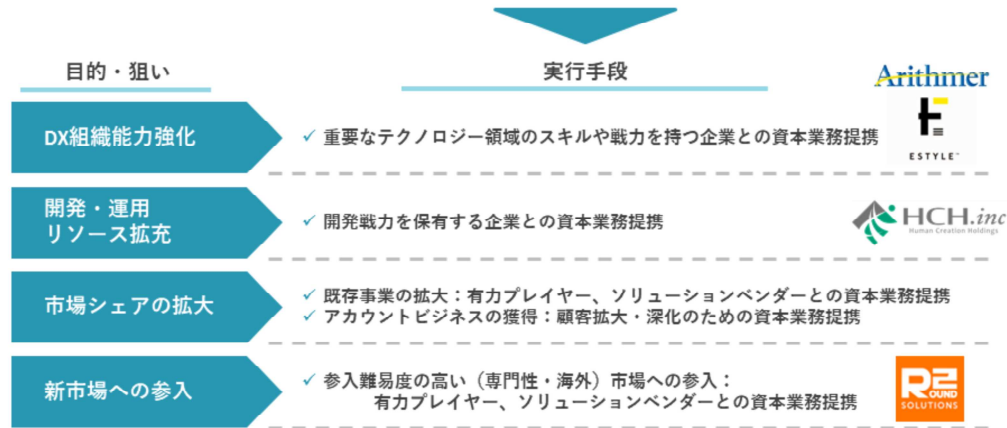 目的・狙い
実行手段
Arithmer
DX組織能力強化
✓ 重要なテクノロジー領域のスキルや戦力を持つ企業との資本業務提携
E
ESTYLE
開発・運用
リソース拡充
✓ 開発戦力を保有する企業との資本業務提携
HCH.inc
Human Creation Holdings
市場シェアの拡大
✓ 既存事業の拡大：有力プレイヤー、ソリューションベンダーとの資本業務提携
✓ アカウントビジネスの獲得：顧客拡大・深化のための資本業務提携
新市場への参入
✓ 参入難易度の高い（専門性・海外）市場への参入：
有力プレイヤー、ソリューションベンダーとの資本業務提携
R2
ROUND
SOLUTIONS